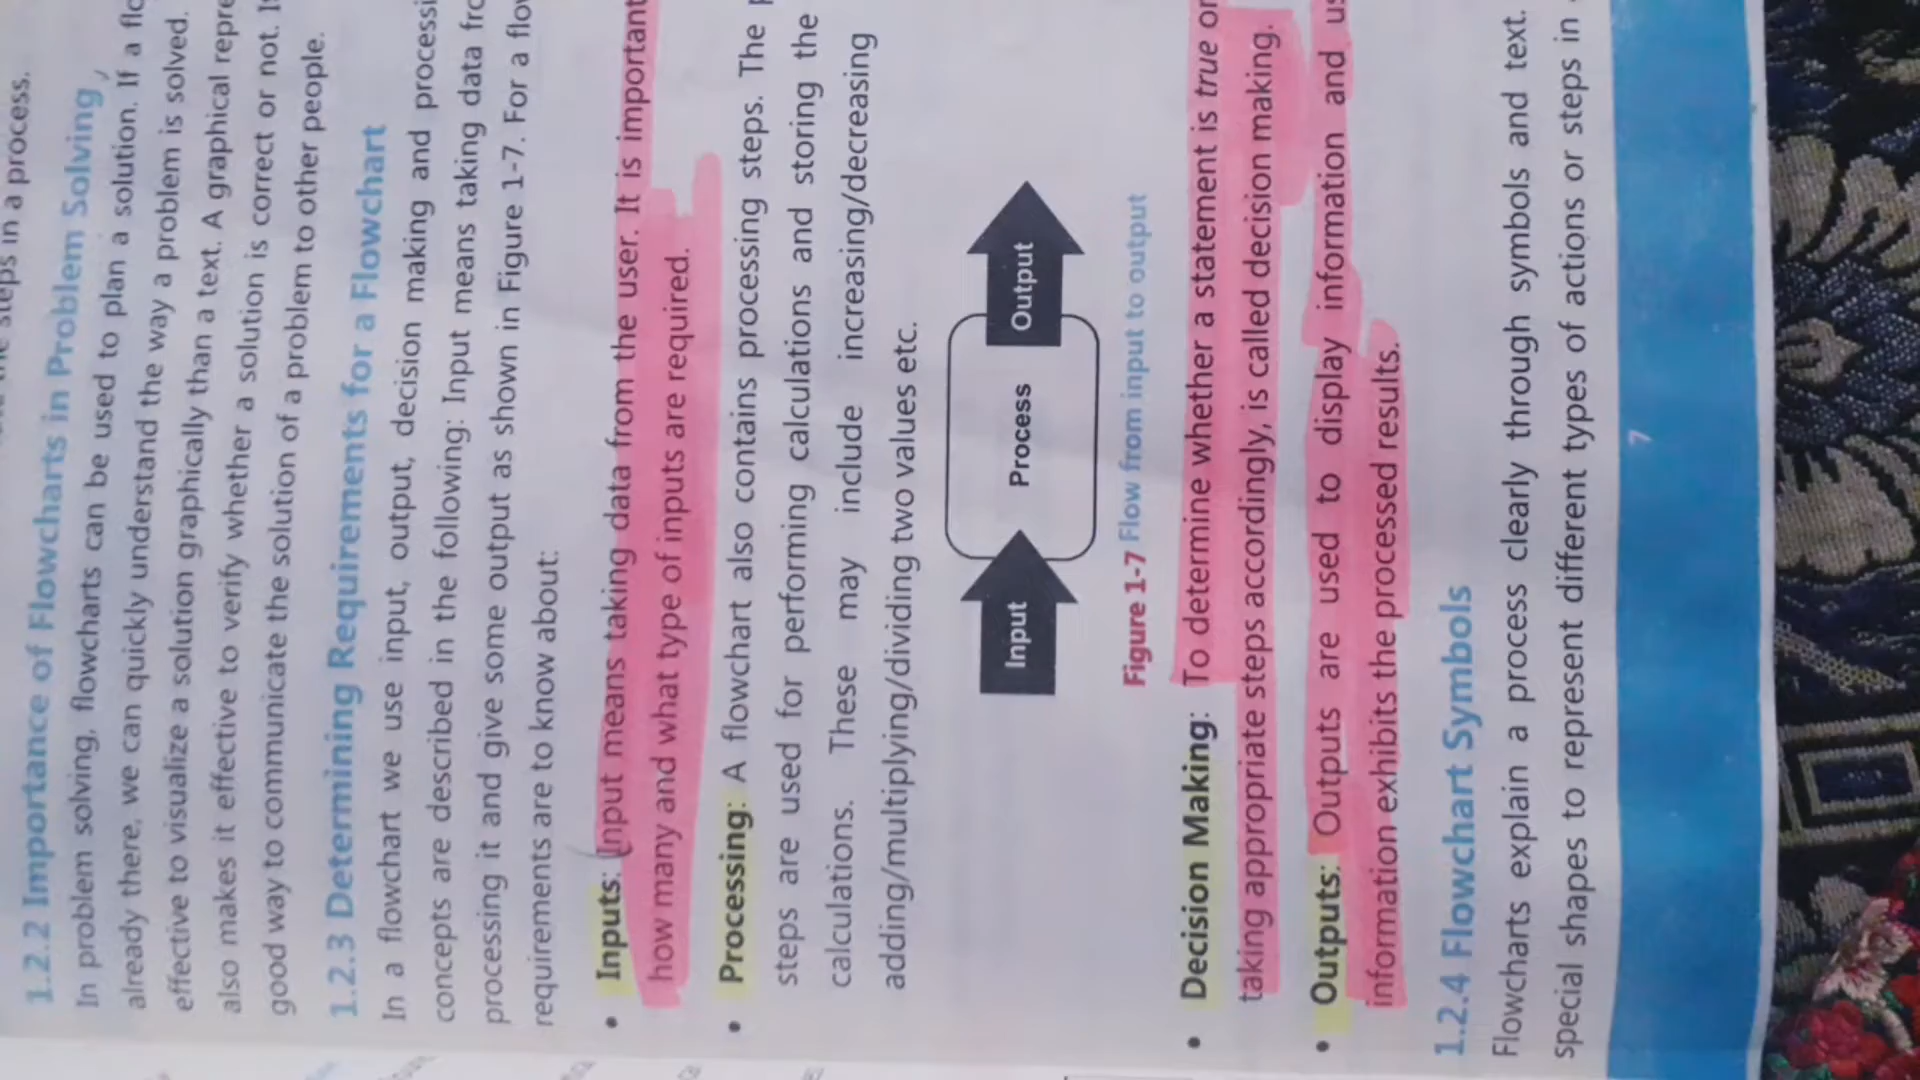 steps in a process.
1.2.2 Importance of Flowcharts in Problem Solving
In problem solving, flowcharts can be used to plan a solution. If a
already there, we can quickly understand the way a problem is solved.
effective to visualize a solution graphically than a text. A graphical
also makes it effective to verify whether a solution is correct or not.
good way to communicate the solution of a problem to other people.
1.2.3 Determining Requirements for a Flowchart
In a flowchart we use input, output, decision making and
concepts are described in the following: Input means taking data
processing it and give some output as shown in Figure 1-7. For a
requirements are to know about:
• Inputs: Input means taking data from the user. It is important
how many and what type of inputs are required.
• Processing: A flowchart also contains processing steps. The
steps are used for performing calculations and storing the
calculations. These may include increasing/decreasing
adding/multiplying/dividing two values etc.
Input Process Output
Figure 1-7 Flow from input to output
• Decision Making: To determine whether a statement is true or
taking appropriate steps accordingly, is called decision making.
• Outputs: Outputs are used to display information and
information exhibits the processed results.
1.2.4 Flowchart Symbols
Flowcharts explain a process clearly through symbols and text.
special shapes to represent different types of actions or steps in
7